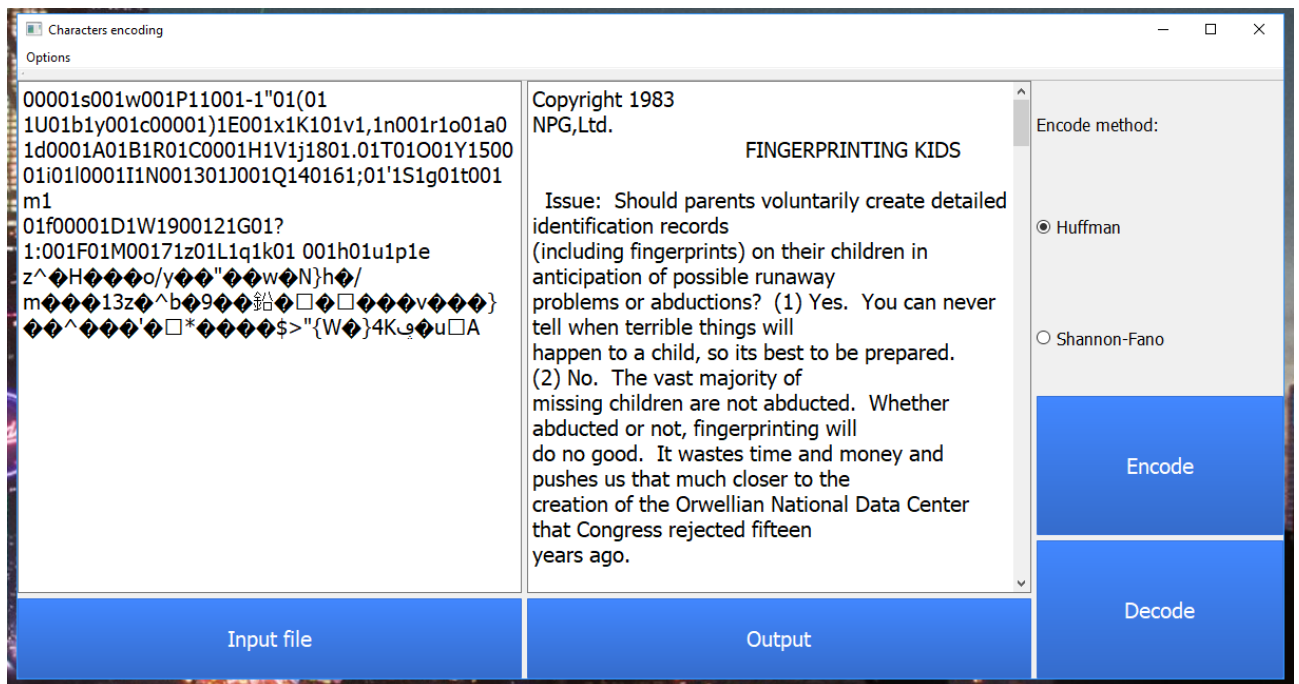 Characters encoding
Options
00001s001w001P11001-1"01(01
1U01b1y001c00001)1E001x1K101v1,1n001r1o01a0
1d0001A01B1R01C0001H1V1j1801.01T01O01Y1500
01i01l0001I1N001301J001Q140161;01'1S1g01t001
m1
01f00001D1W1900121G01?
1:001F01M00171z01L1q1k01 001h01u1p1e
z^�H���o/y��"��w�N}h�/
m���13z�^b�9��鉛�□�□���v���}
��^���'�□*����$>"{W�}4K�u□A
Copyright 1983
NPG,Ltd.
FINGERPRINTING KIDS
Issue:  Should parents voluntarily create detailed
identification records
(including fingerprints) on their children in
anticipation of possible runaway
problems or abductions?  (1) Yes.  You can never
tell when terrible things will
happen to a child, so its best to be prepared.
(2) No.  The vast majority of
missing children are not abducted.  Whether
abducted or not, fingerprinting will
do no good.  It wastes time and money and
pushes us that much closer to the
creation of the Orwellian National Data Center
that Congress rejected fifteen
years ago.
Encode method:
Huffman
Shannon-Fano
Encode
Decode
Input file
Output